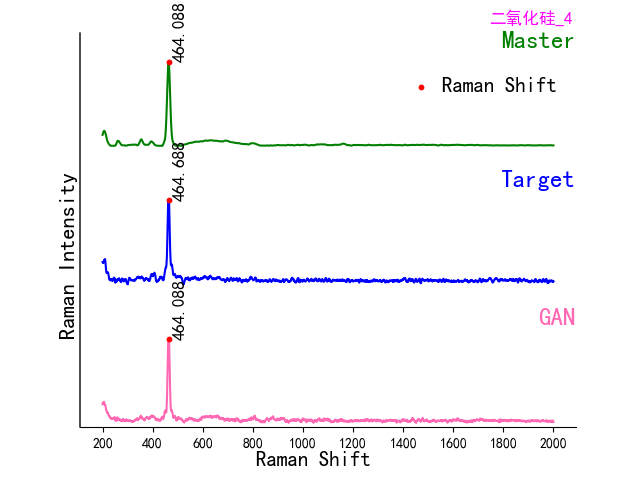 二氧化硅_4
Master
464.088
Raman Shift
Target
464.688
GAN
464.088
Raman Intensity
200 400 600 800 1000 1200 1400 1600 1800 2000
Raman Shift